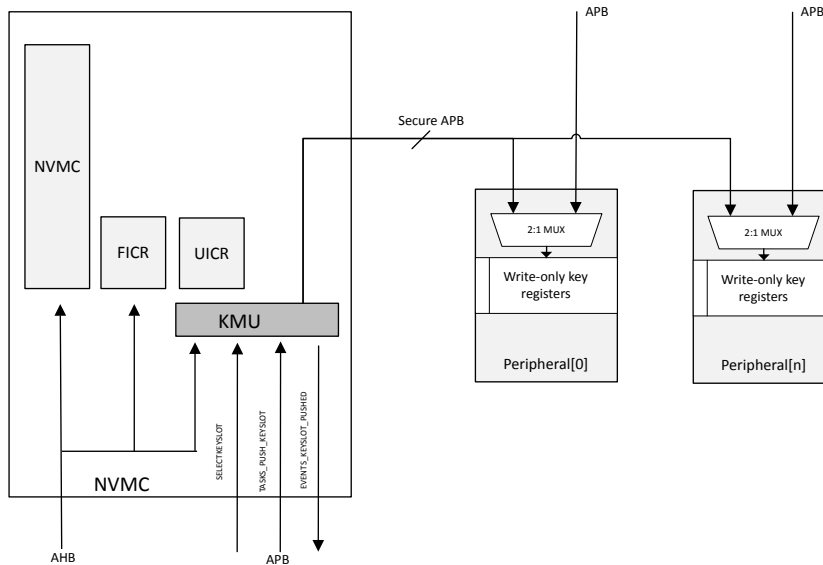 APB
APB
Secure APB
NVMC
2:1 MUX
2:1 MUX
FICR
UICR
Write-only key
registers
Write-only key
registers
KMU
Peripheral[0]
Peripheral[n]
SELECTKEYSLOT
TASKS_PUSH_KEYSLOT
EVENTS_KEYSLOT_PUSHED
NVMC
AHB
APB